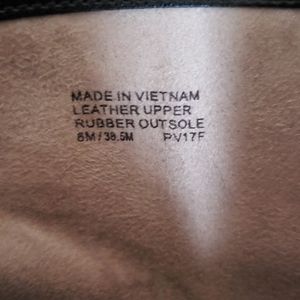 MADE IN VIETNAM
LEATHER UPPER
RUBBER OUTSOLE
8M/38.5M PV17F